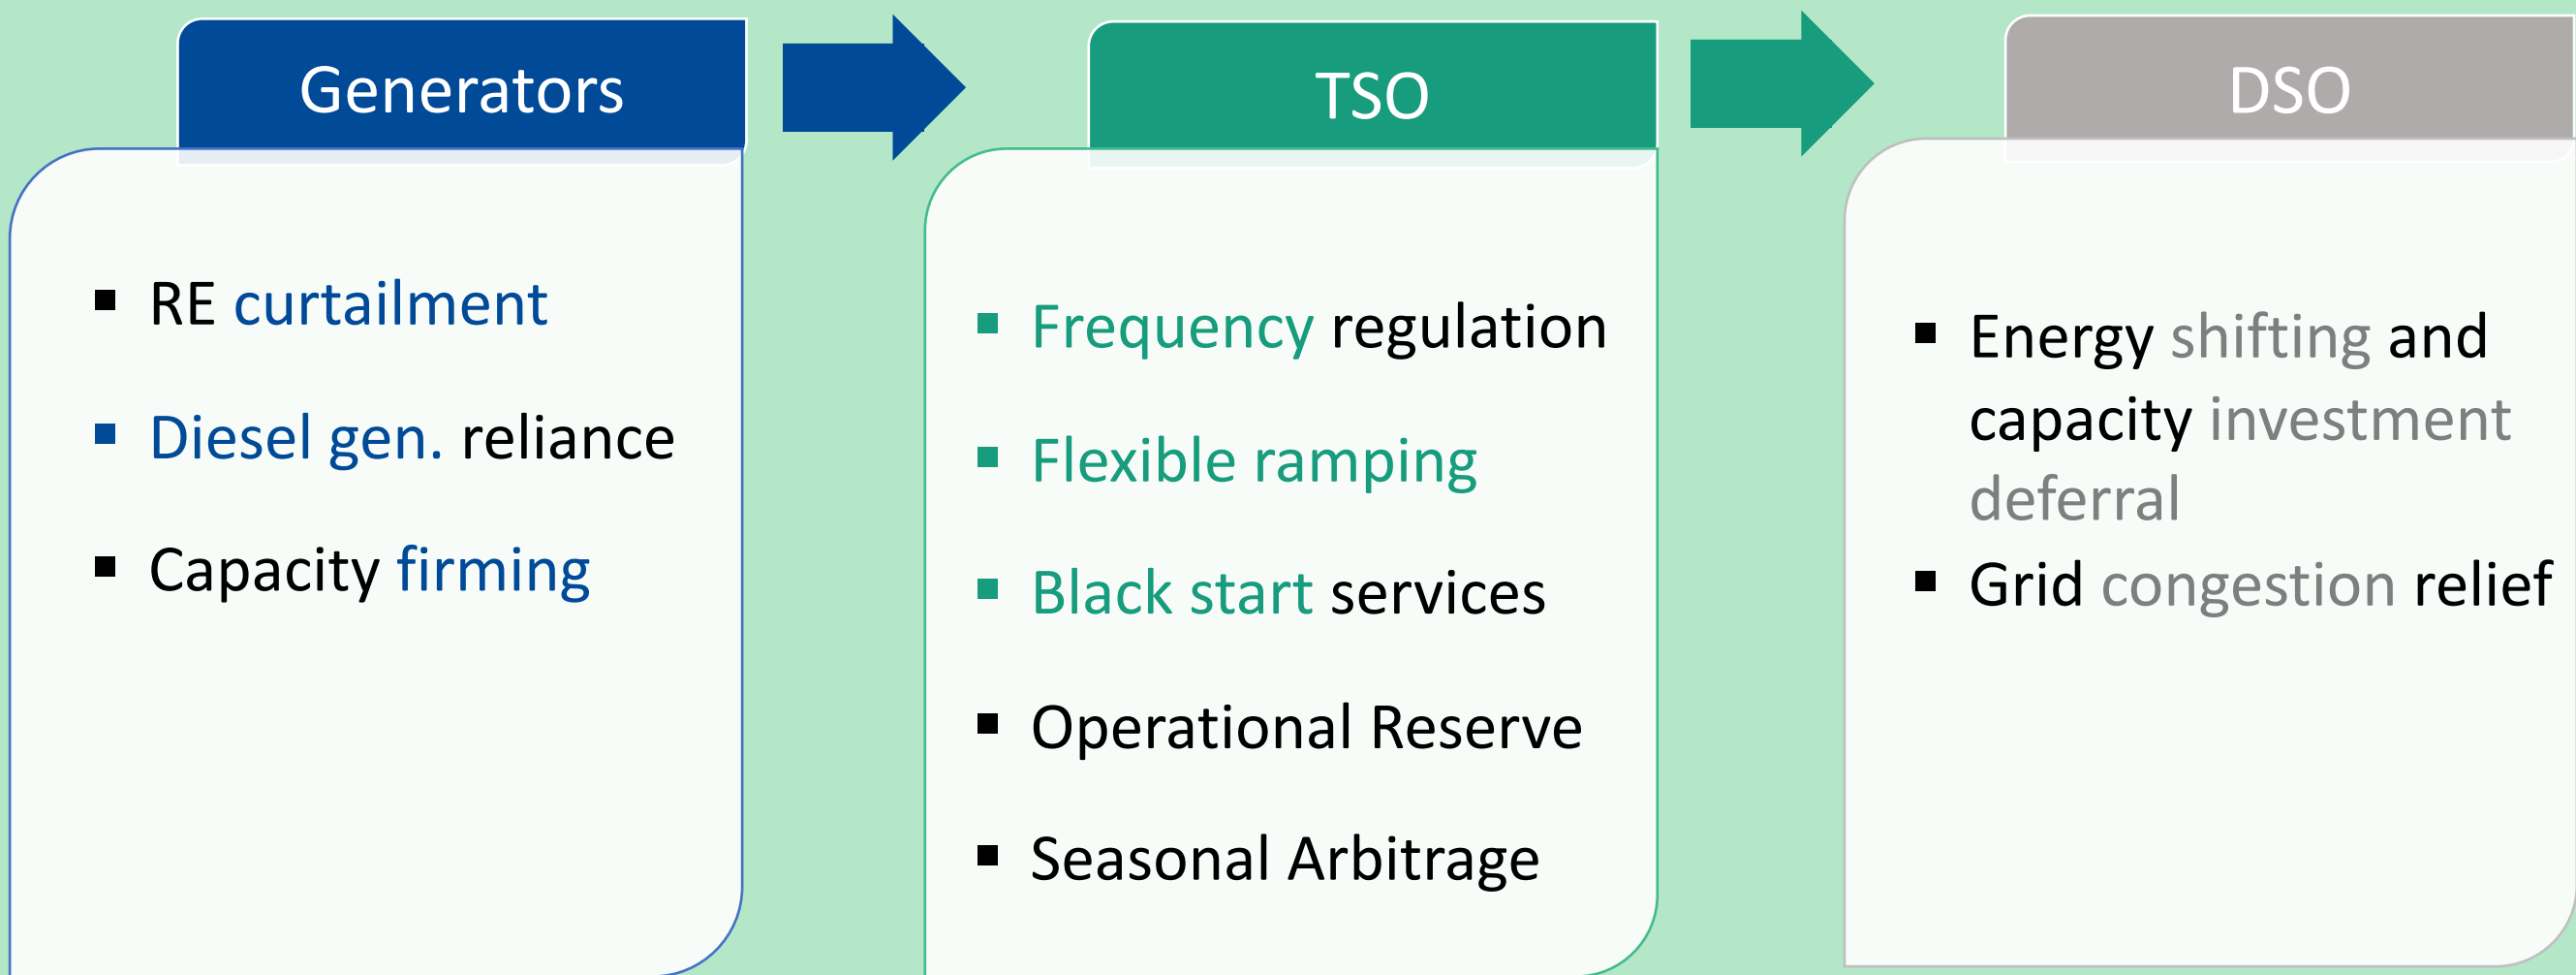 Generators
RE curtailment
Diesel gen. reliance
Capacity firming
TSO
Frequency regulation
Flexible ramping
Black start services
Operational Reserve
Seasonal Arbitrage
DSO
Energy shifting and
capacity investment
deferral
Grid congestion relief